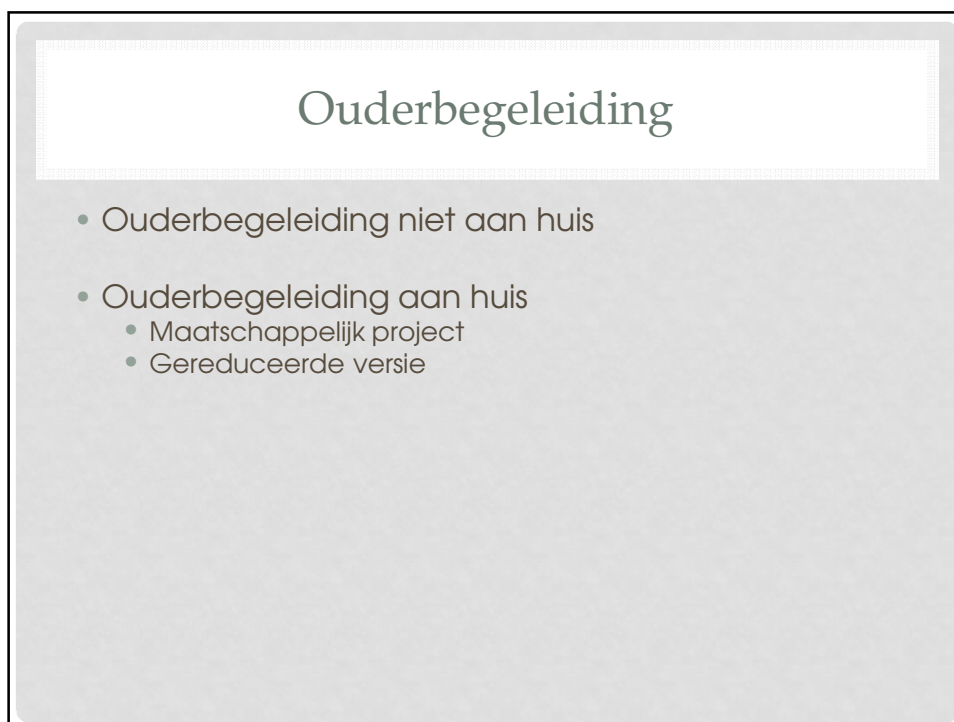 Ouderbegeleiding
• Ouderbegeleiding niet aan huis
• Ouderbegeleiding aan huis
• Maatschappelijk project
• Gereduceerde versie